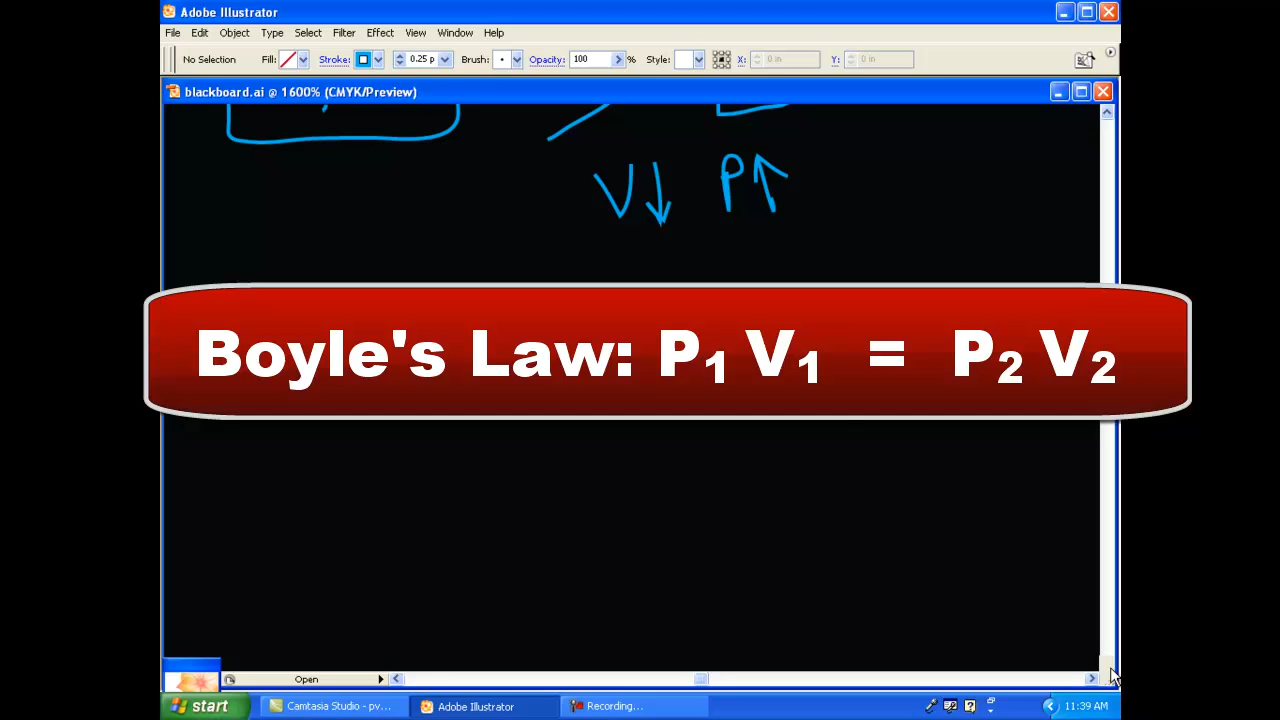 Adobe Illustrator
File Edit Object Type Select Filter Effect View Window Help
No Selection Fill: Stroke: 0.25 p Brush: Opacity: 100 % Style: X: 0 in Y: 0 in
blackboard.ai @ 1600% (CMYK/Preview)
V↓ P↑
Boyle's Law: P₁ V₁ = P₂ V₂
Open
start Camtasia Studio - pv... Adobe Illustrator Recording... 11:39 AM